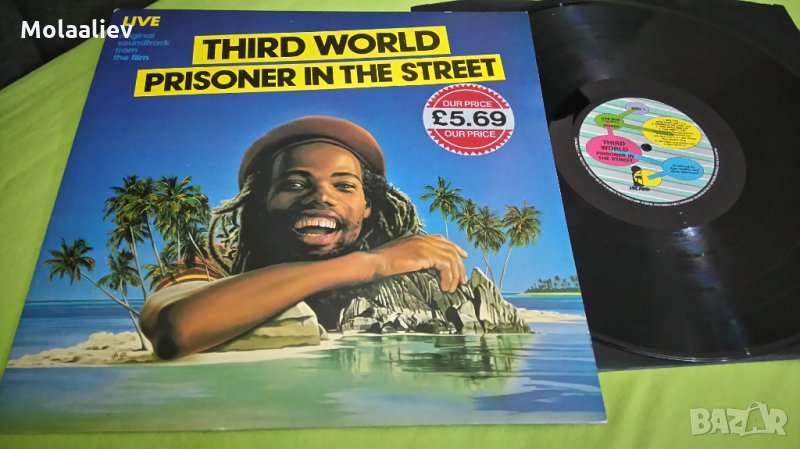 Molaaliev
LIVE
original
soundtrack
from
the film
THIRD WORLD
PRISONER IN THE STREET
OUR PRICE
£5.69
OUR PRICE
THIRD
WORLD
PRISONER IN
THE STREET
ISLAND
BAZAR